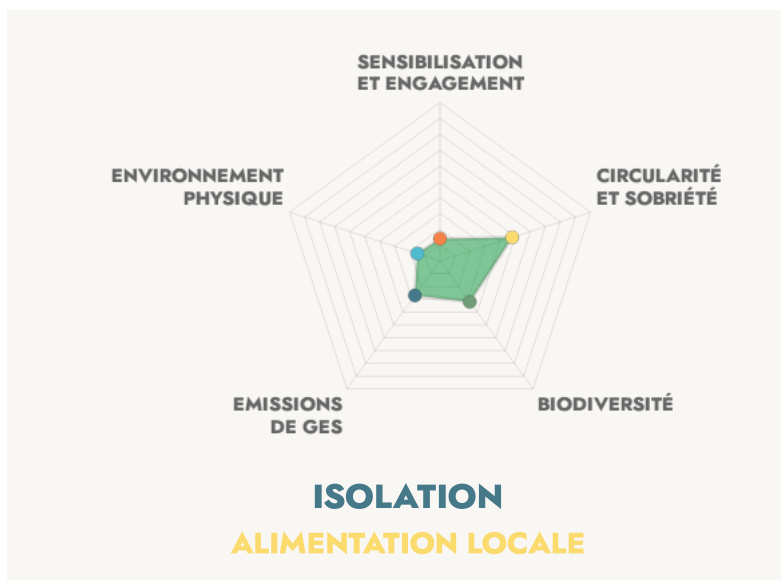 SENSIBILISATION
ET ENGAGEMENT
ENVIRONNEMENT
PHYSIQUE
CIRCULARITÉ
ET SOBRIÉTÉ
EMISSIONS
DE GES
BIODIVERSITÉ
ISOLATION
ALIMENTATION LOCALE